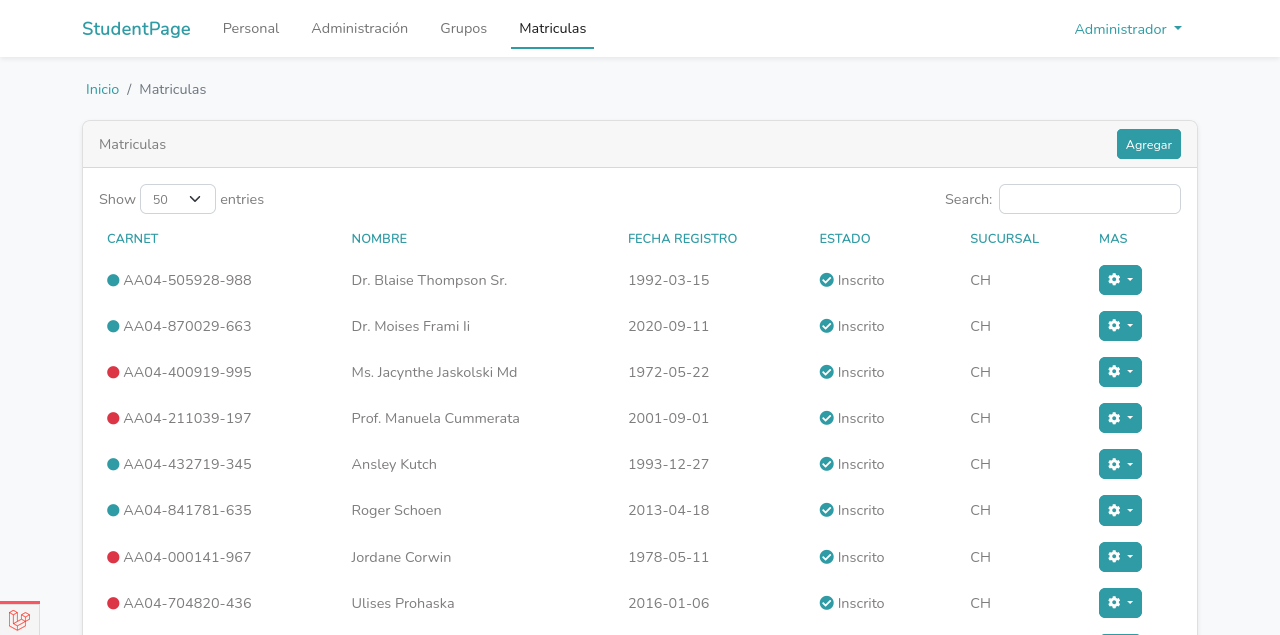 StudentPage Personal Administración Grupos Matriculas Administrador
Inicio / Matriculas
Matriculas Agregar
Show 50 entries Search:
CARNET NOMBRE FECHA REGISTRO ESTADO SUCURSAL MAS
AA04-505928-988 Dr. Blaise Thompson Sr. 1992-03-15 Inscrito CH
AA04-870029-663 Dr. Moises Frami Ii 2020-09-11 Inscrito CH
AA04-400919-995 Ms. Jacynthe Jaskolski Md 1972-05-22 Inscrito CH
AA04-211039-197 Prof. Manuela Cummerata 2001-09-01 Inscrito CH
AA04-432719-345 Ansley Kutch 1993-12-27 Inscrito CH
AA04-841781-635 Roger Schoen 2013-04-18 Inscrito CH
AA04-000141-967 Jordane Corwin 1978-05-11 Inscrito CH
AA04-704820-436 Ulises Prohaska 2016-01-06 Inscrito CH